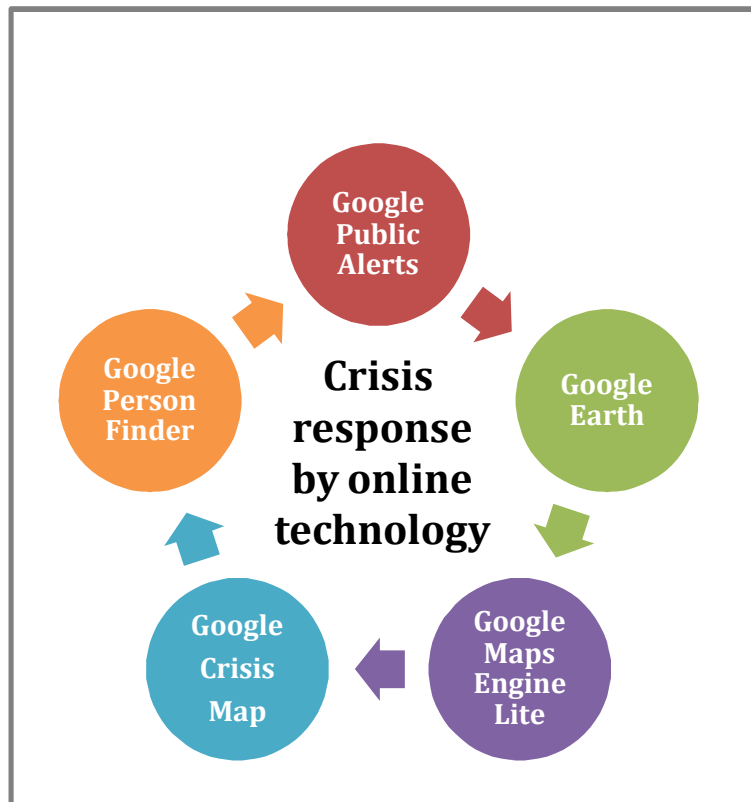 Google
Public
Alerts
Google
Earth
Google
Maps
Engine
Lite
Google
Crisis
Map
Google
Person
Finder
Crisis
response
by online
technology